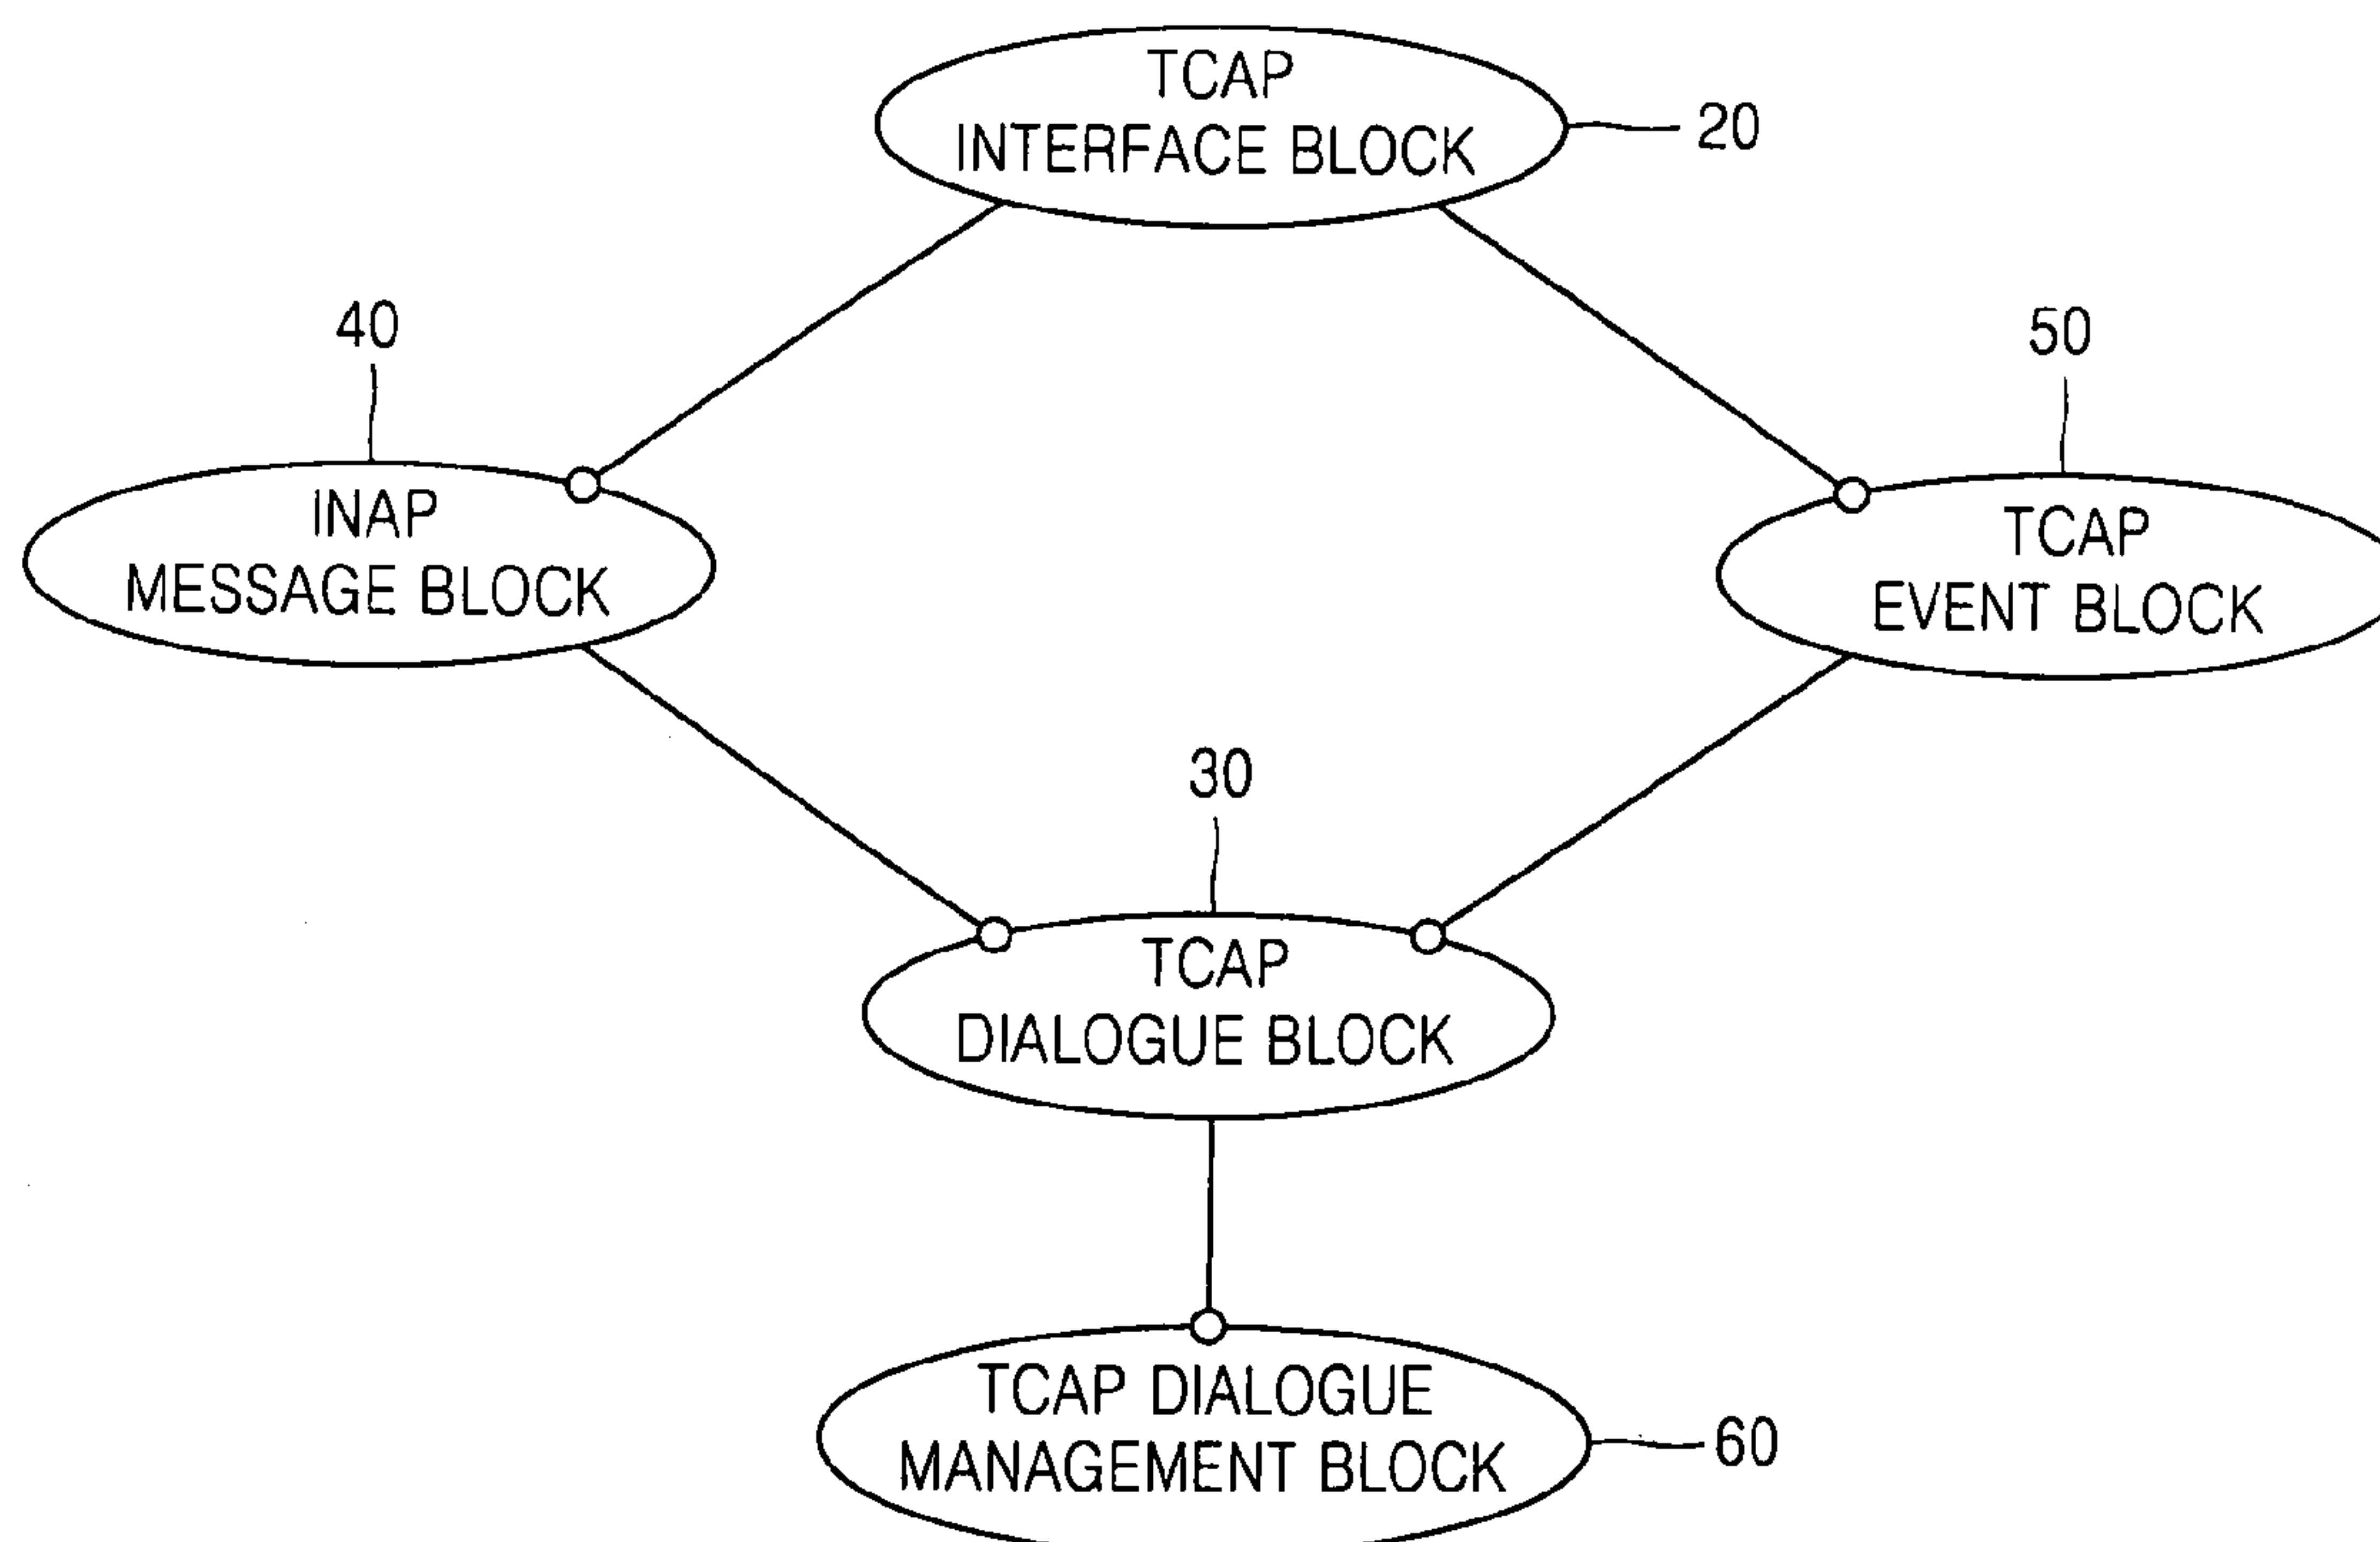 TCAP
INTERFACE BLOCK
20
40
50
INAP
MESSAGE BLOCK
TCAP
EVENT BLOCK
30
TCAP
DIALOGUE BLOCK
TCAP DIALOGUE
MANAGEMENT BLOCK
60